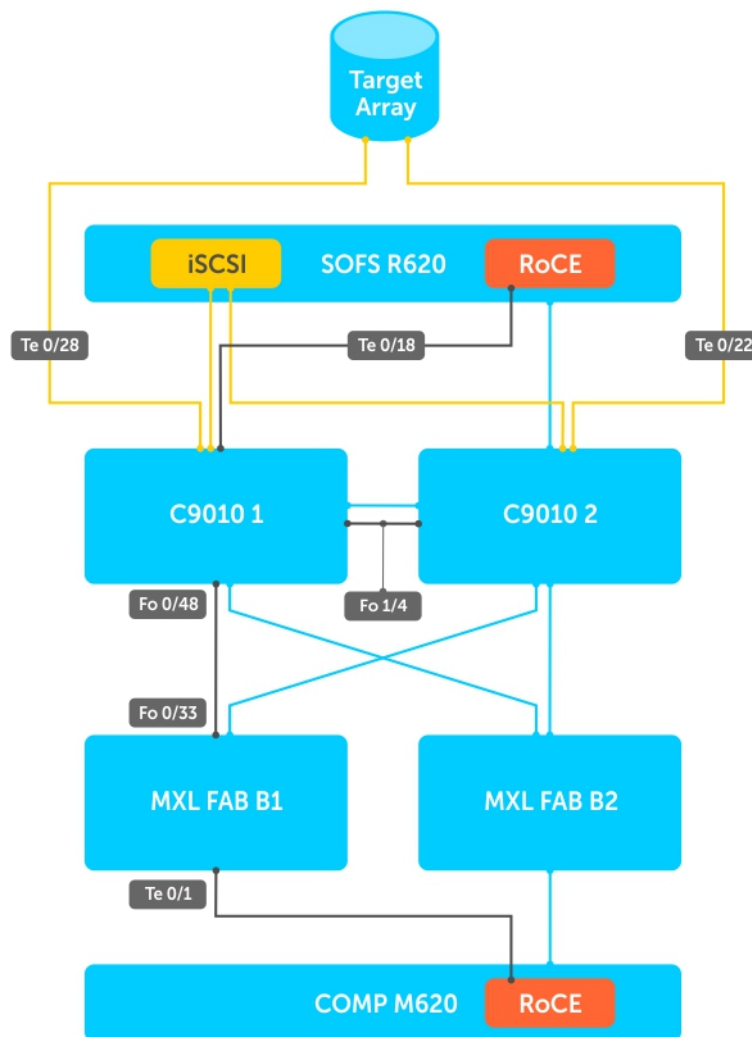 Target
Array
iSCSI
SOFS R620
RoCE
Te 0/28
Te 0/18
Te 0/22
C9010 1
C9010 2
Fo 0/48
Fo 1/4
Fo 0/33
MXL FAB B1
MXL FAB B2
Te 0/1
COMP M620
RoCE